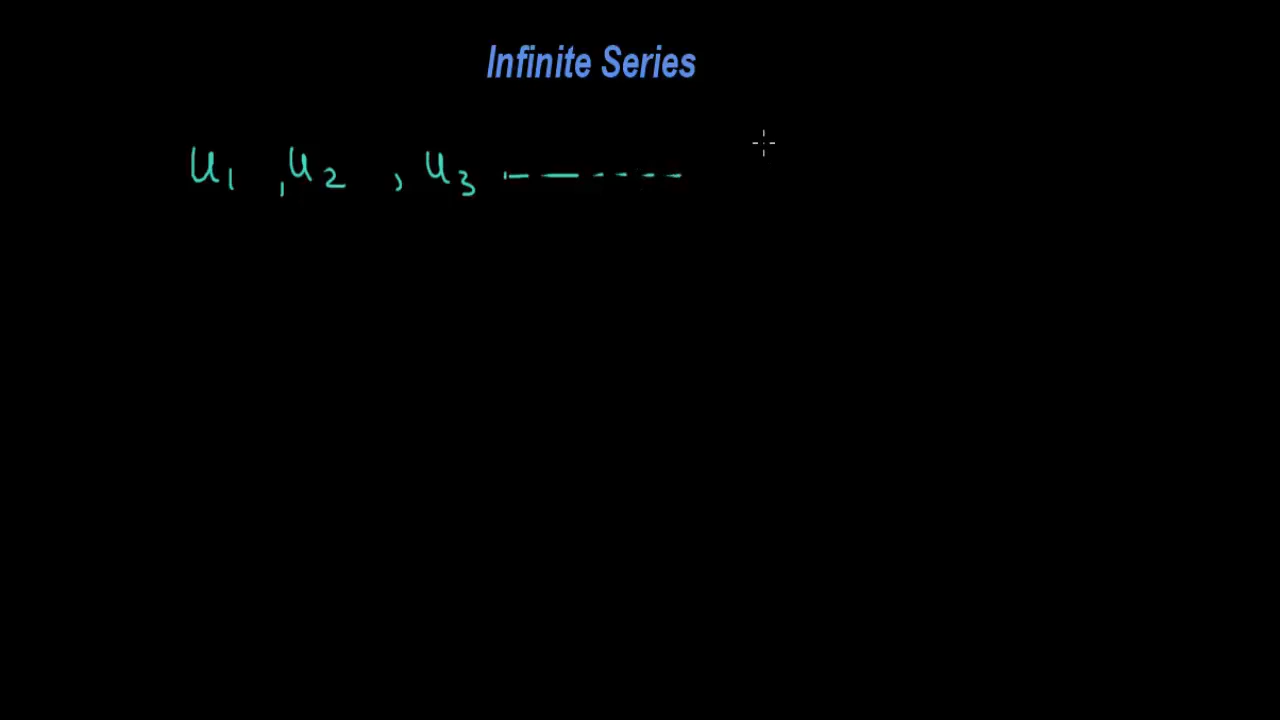 Infinite Series
u1 , u2 , u3 -------